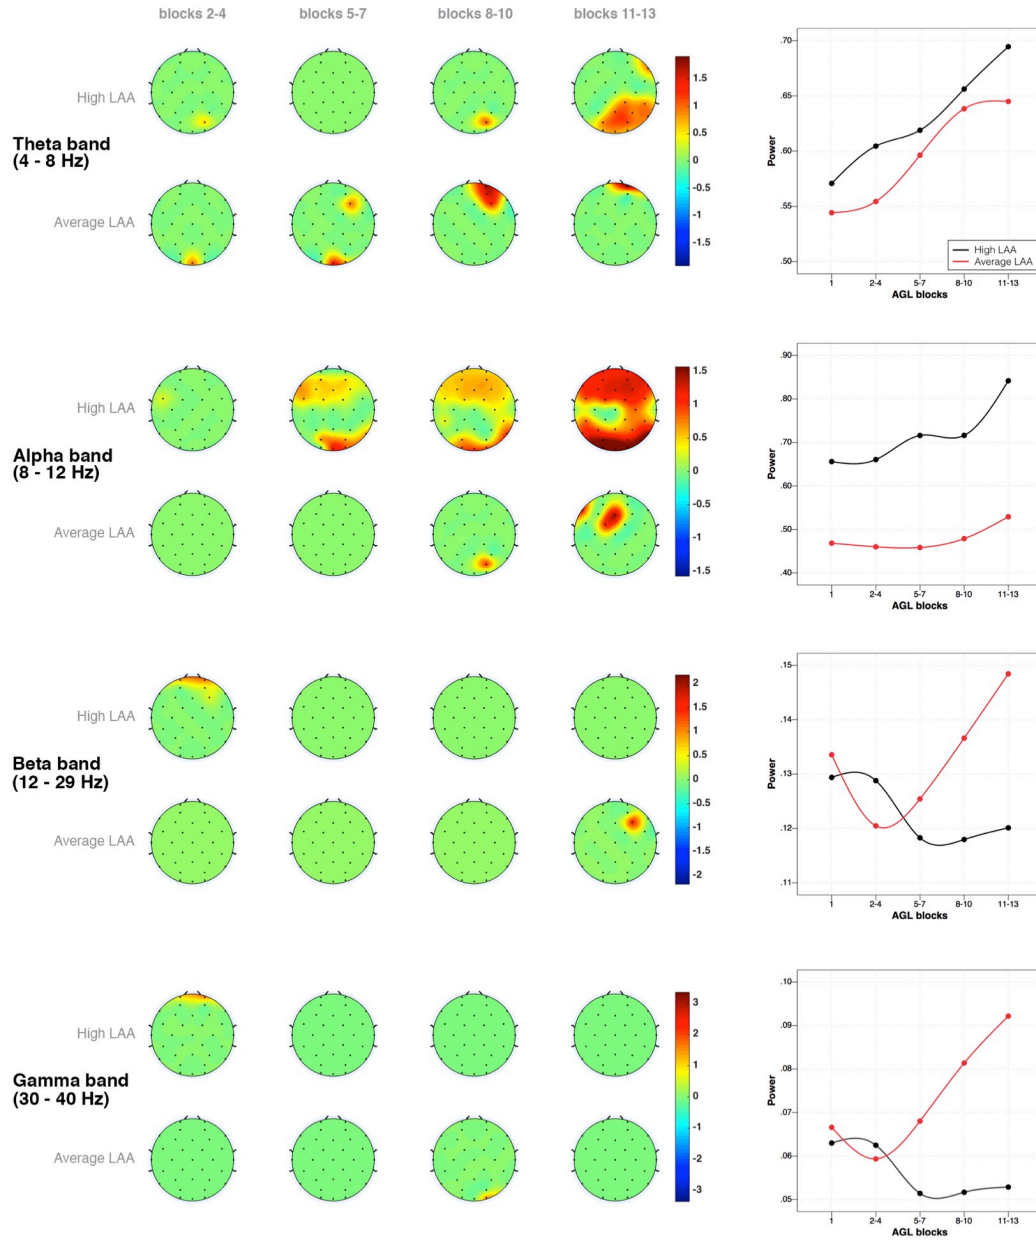 blocks 2-4 blocks 5-7 blocks 8-10 blocks 11-13
High LAA
Theta band
(4 - 8 Hz)
Average LAA
1.5
1
0.5
0
-0.5
-1
-1.5
.70
.65
.60
.55
.50
Power
High LAA
Average LAA
1 2-4 5-7 8-10 11-13
AGL blocks
High LAA
Alpha band
(8 - 12 Hz)
Average LAA
1.5
1
0.5
0
-0.5
-1
-1.5
.90
.80
.70
.60
.50
.40
Power
1 2-4 5-7 8-10 11-13
AGL blocks
High LAA
Beta band
(12 - 29 Hz)
Average LAA
2
1.5
1
0.5
0
-0.5
-1
-1.5
-2
.15
.14
.13
.12
.11
Power
1 2-4 5-7 8-10 11-13
AGL blocks
High LAA
Gamma band
(30 - 40 Hz)
Average LAA
3
2
1
0
-1
-2
-3
.10
.09
.08
.07
.06
.05
Power
1 2-4 5-7 8-10 11-13
AGL blocks